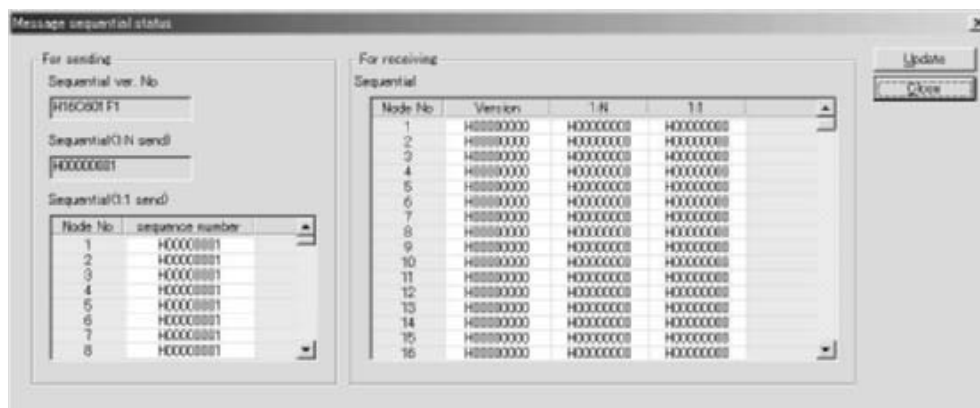 Message sequential status
For sending
Sequential ver. No
H16C601F1
Sequential(1:N send)
H00000001
Sequential(1:1 send)
Node No sequence number
1 H00000001
2 H00000001
3 H00000001
4 H00000001
5 H00000001
6 H00000001
7 H00000001
8 H00000001
For receiving
Sequential
Node No Version 1:N 1:1
1 H00000000 H00000000 H00000000
2 H00000000 H00000000 H00000000
3 H00000000 H00000000 H00000000
4 H00000000 H00000000 H00000000
5 H00000000 H00000000 H00000000
6 H00000000 H00000000 H00000000
7 H00000000 H00000000 H00000000
8 H00000000 H00000000 H00000000
9 H00000000 H00000000 H00000000
10 H00000000 H00000000 H00000000
11 H00000000 H00000000 H00000000
12 H00000000 H00000000 H00000000
13 H00000000 H00000000 H00000000
14 H00000000 H00000000 H00000000
15 H00000000 H00000000 H00000000
16 H00000000 H00000000 H00000000
Update
Close